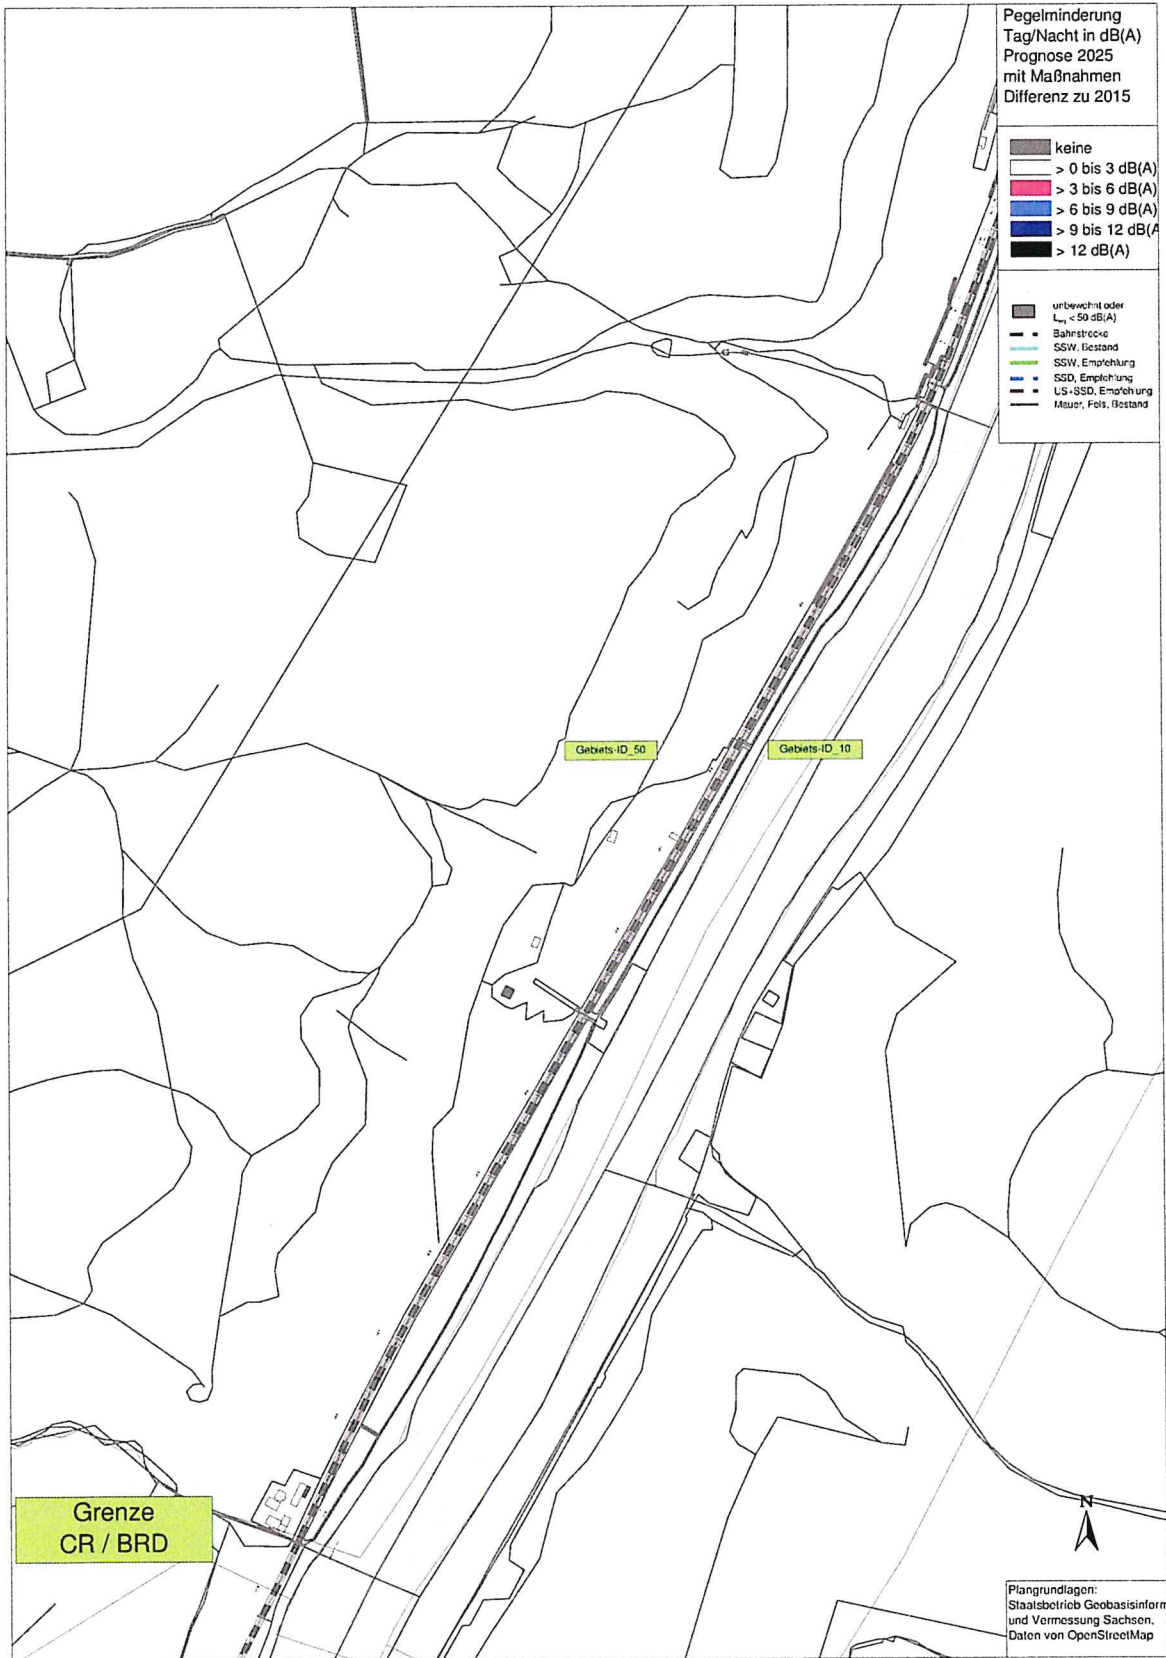 Pegelminderung
Tag/Nacht in dB(A)
Prognose 2025
mit Maßnahmen
Differenz zu 2015
keine
> 0 bis 3 dB(A)
> 3 bis 6 dB(A)
> 6 bis 9 dB(A)
> 9 bis 12 dB(A
> 12 dB(A)
unbewohnt oder
< 50 dB(A)
Bahnstrecke
SSW, Bestand
SSW, Empfehlung
SSD, Empfehlung
US+SSD, Empfehlung
Mauer, Fels, Bestand
Gebiets-ID_50
Gebiets-ID_10
Grenze
CR / BRD
N
Plangrundlagen:
Staatsbetrieb Geobasisinform
und Vermessung Sachsen,
Daten von OpenStreetMap